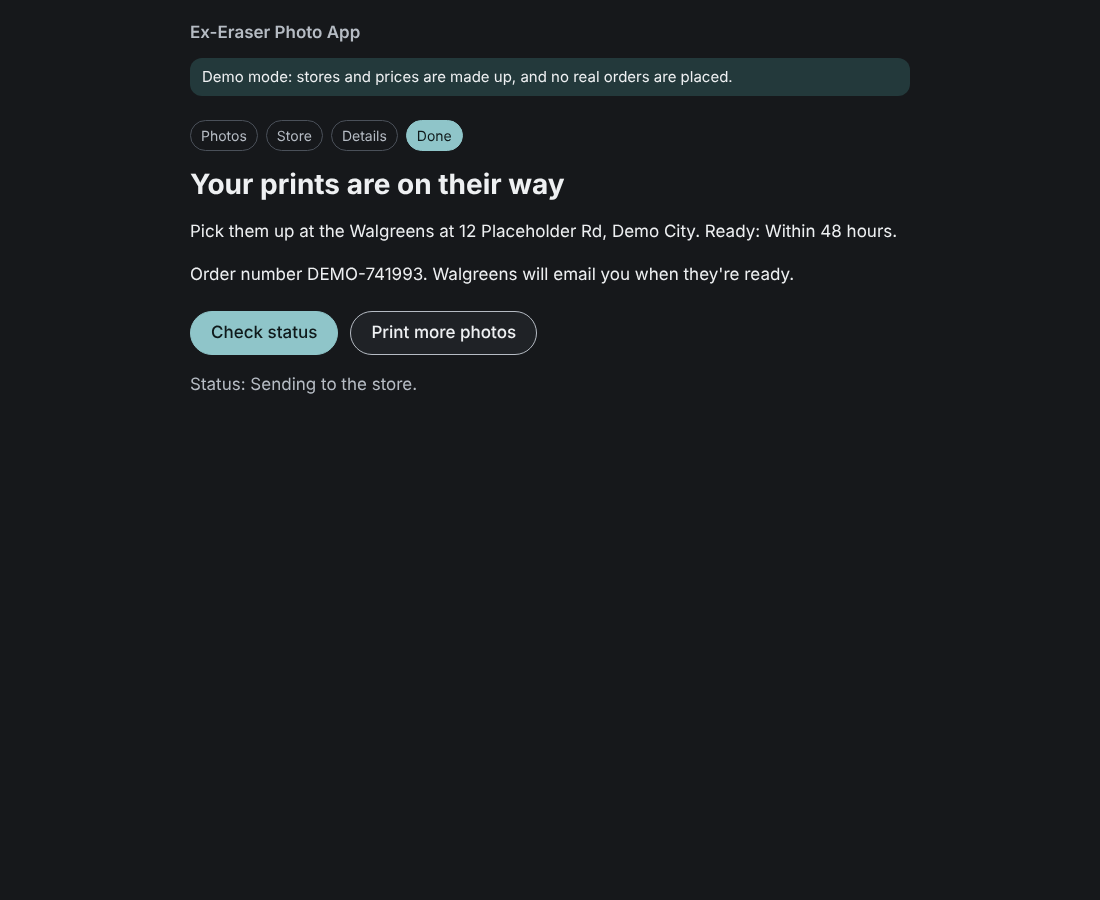 Ex-Eraser Photo App
Demo mode: stores and prices are made up, and no real orders are placed.
Photos
Store
Details
Done
Your prints are on their way
Pick them up at the Walgreens at 12 Placeholder Rd, Demo City. Ready: Within 48 hours.
Order number DEMO-741993. Walgreens will email you when they're ready.
Check status
Print more photos
Status: Sending to the store.